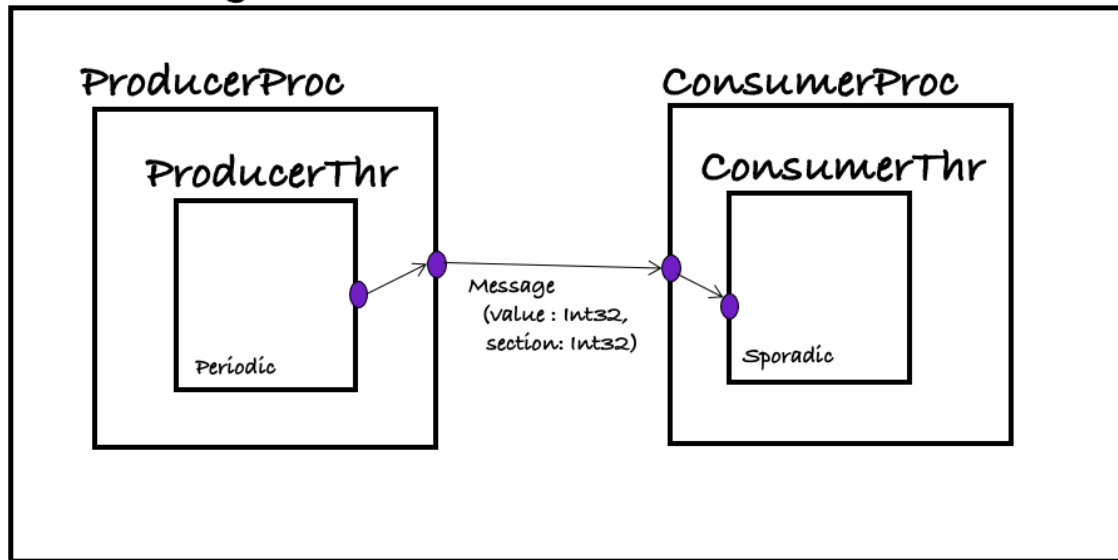 ProducerProc
ConsumerProc
ProducerThr
ConsumerThr
Message
(value : Int32,
section: Int32)
Periodic
Sporadic